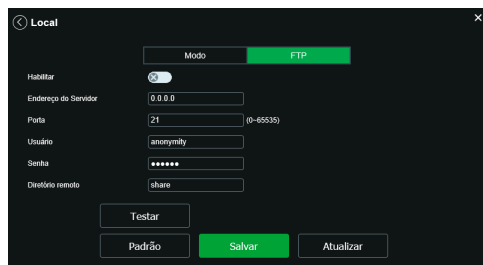 Local
Modo FTP
Habilitar
Endereço do Servidor 0.0.0.0
Porta 21 (0~65535)
Usuário anonymity
Senha ••••••
Diretório remoto share
Testar
Padrão Salvar Atualizar